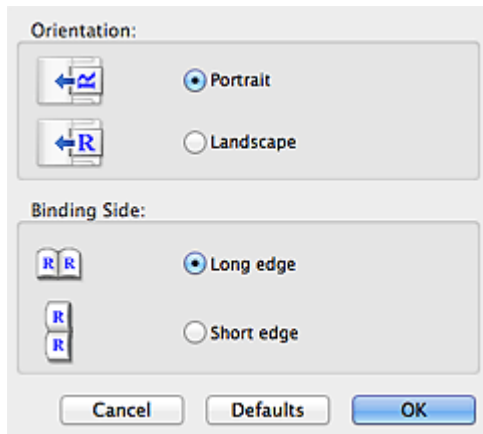 Orientation:
R Portrait
R Landscape
Binding Side:
R R Long edge
R
R Short edge
Cancel Defaults OK